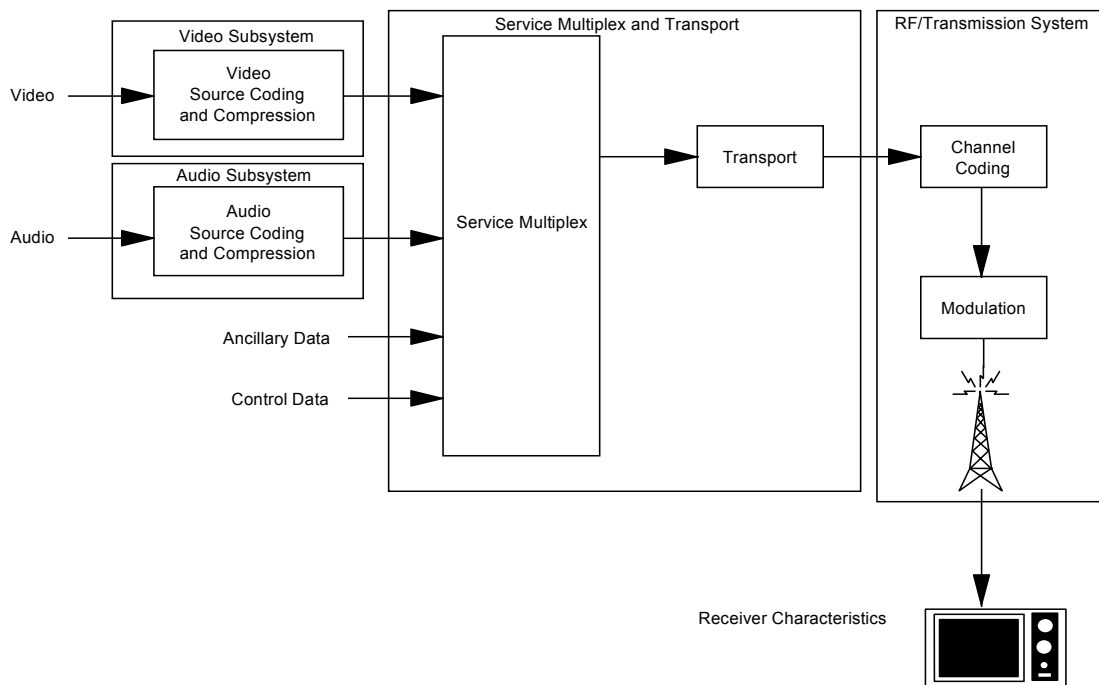 Video Subsystem
Video
Source Coding
and Compression
Video
Audio Subsystem
Audio
Source Coding
and Compression
Audio
Ancillary Data
Control Data
Service Multiplex and Transport
Service Multiplex
Transport
RF/Transmission System
Channel
Coding
Modulation
Receiver Characteristics